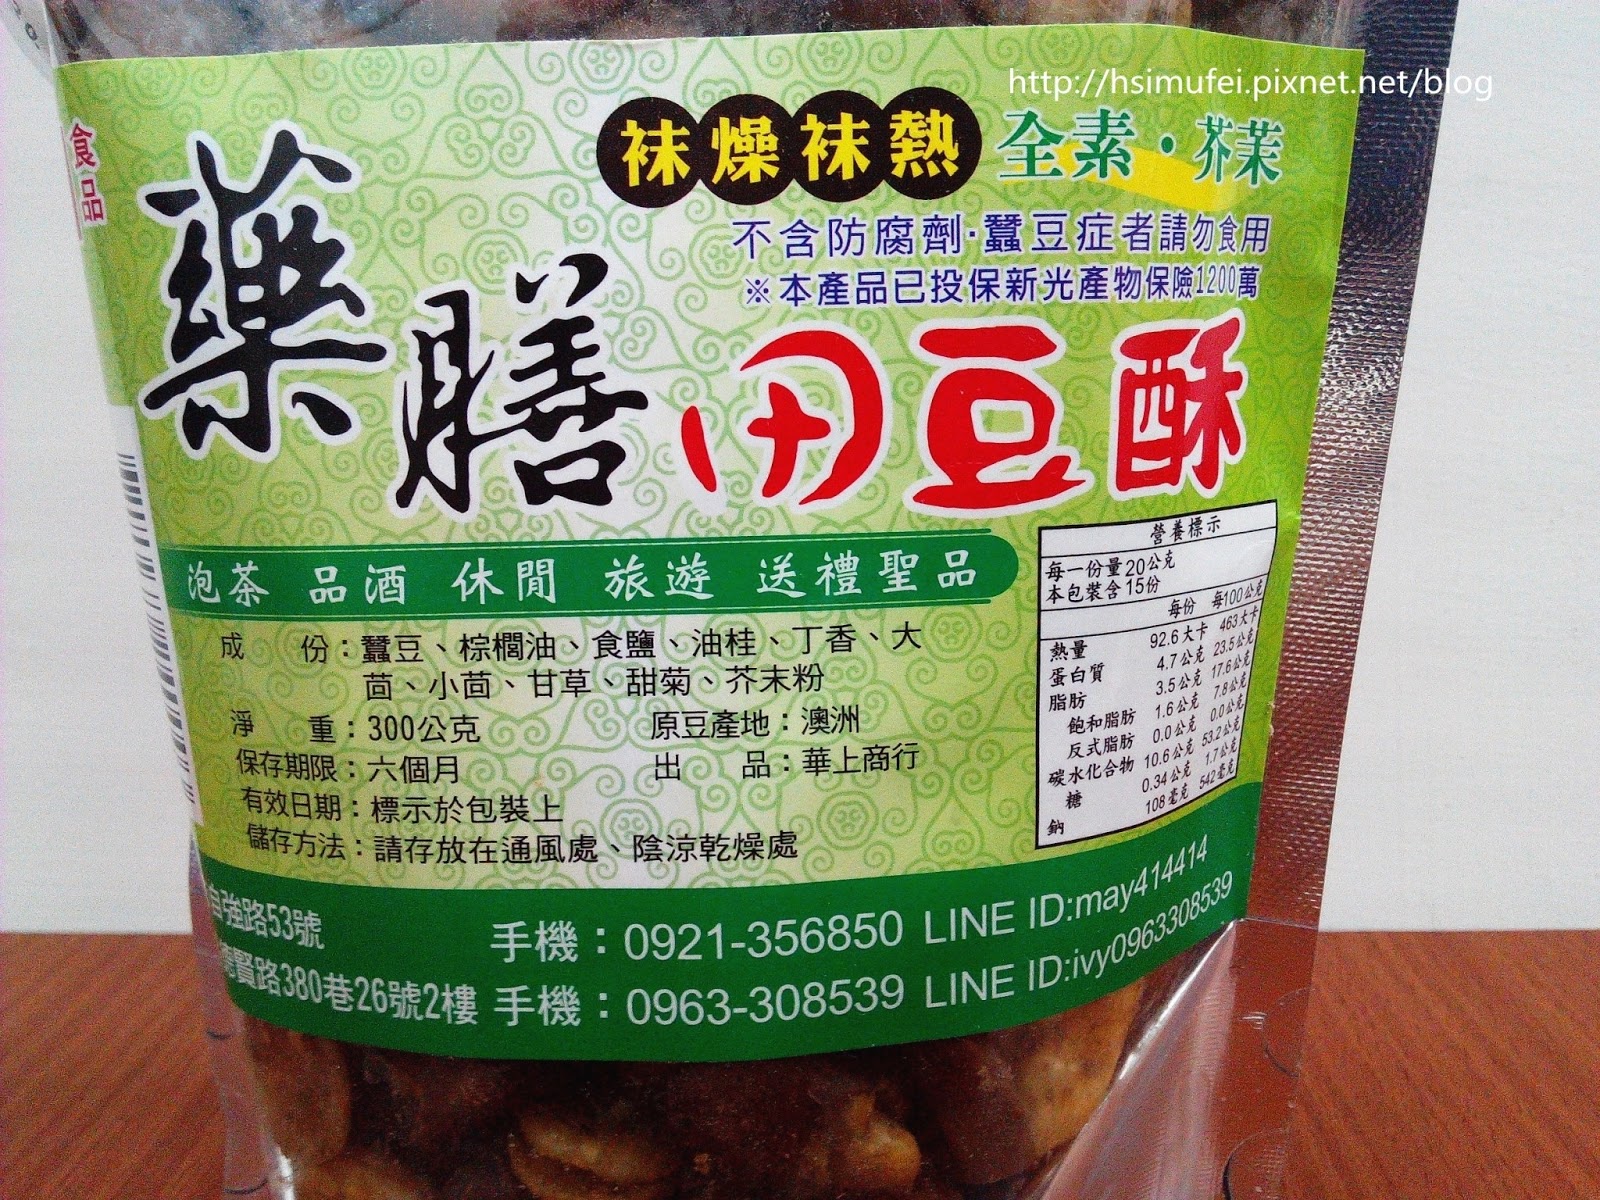 http://hsimufei.pixnet.net/blog
食品
袜燥袜熱 全素·芥茉
不含防腐劑·蠶豆症者請勿食用
※本產品已投保新光產物保險1200萬
藥膳田豆酥
泡茶 品酒 休閒 旅遊 送禮聖品
營養標示
每一份量20公克
本包裝含15份
每份 每100公克
熱量 92.6大卡 463大卡
蛋白質 4.7公克 23.5公克
脂肪 3.5公克 17.6公克
飽和脂肪 1.6公克 7.8公克
反式脂肪 0.0公克 0.0公克
碳水化合物 10.6公克 53.2公克
糖 0.34公克 1.7公克
鈉 108毫克 542毫克
成份：蠶豆、棕櫚油、食鹽、油桂、丁香、大
茴、小茴、甘草、甜菊、芥末粉
淨重：300公克 原豆產地：澳洲
保存期限：六個月 出品：華上商行
有效日期：標示於包裝上
儲存方法：請存放在通風處、陰涼乾燥處
自強路53號 手機：0921-356850 LINE ID:may414414
賢路380巷26號2樓 手機：0963-308539 LINE ID:ivy0963308539